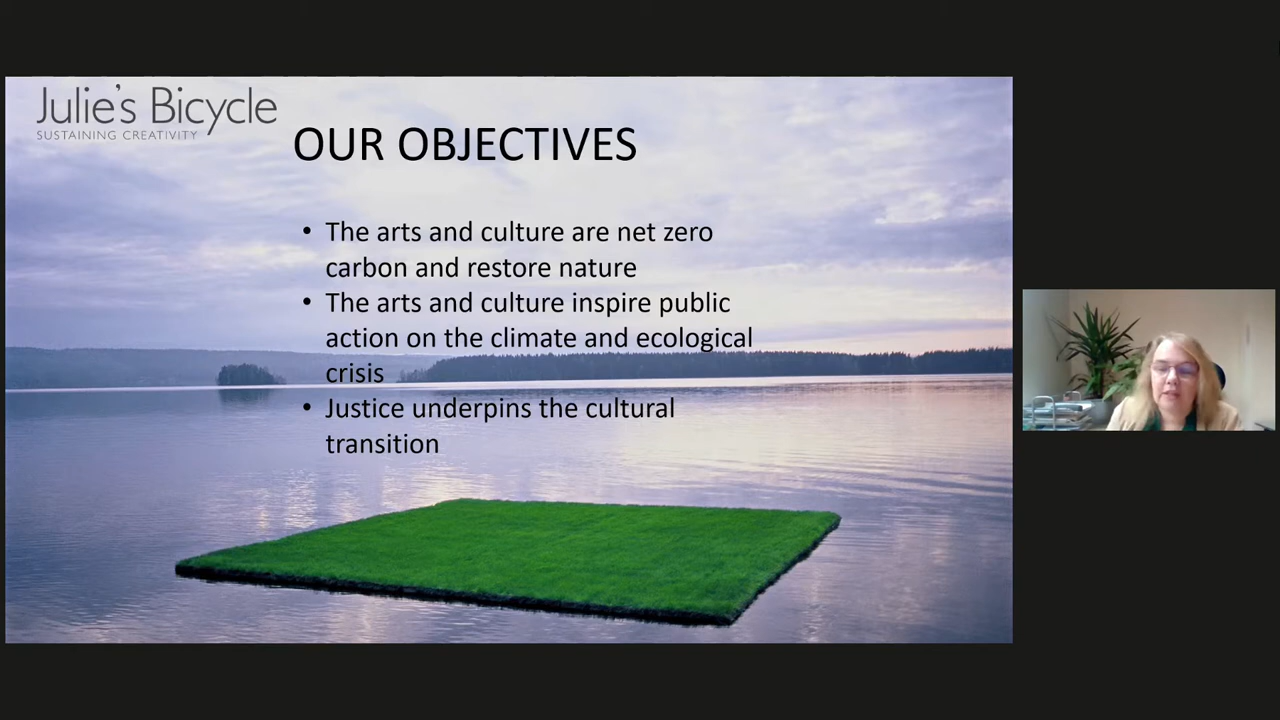 Julie's Bicycle
SUSTAINING CREATIVITY
OUR OBJECTIVES
• The arts and culture are net zero
carbon and restore nature
• The arts and culture inspire public
action on the climate and ecological
crisis
• Justice underpins the cultural
transition